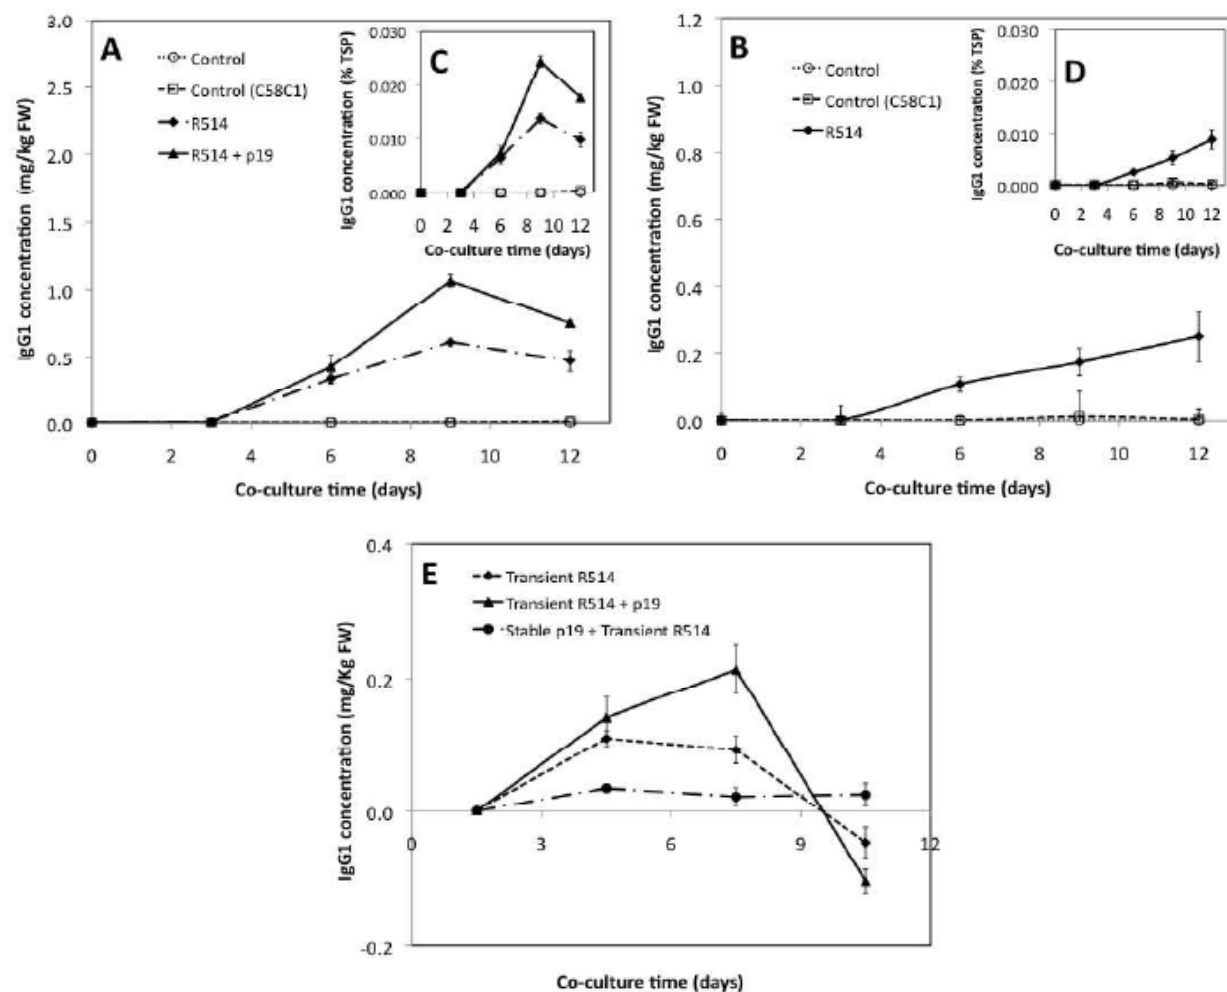 A
Control
Control (C58C1)
R514
R514 + p19
IgG1 concentration (mg/kg FW)
3.0
2.5
2.0
1.5
1.0
0.5
0.0
0 2 4 6 8 10 12
Co-culture time (days)
C
IgG1 concentration (% TSP)
0.030
0.020
0.010
0.000
0 2 4 6 8 10 12
Co-culture time (days)
B
Control
Control (C58C1)
R514
IgG1 concentration (mg/kg FW)
1.2
1.0
0.8
0.6
0.4
0.2
0.0
0 2 4 6 8 10 12
Co-culture time (days)
D
IgG1 concentration (% TSP)
0.030
0.020
0.010
0.000
0 2 4 6 8 10 12
Co-culture time (days)
E
Transient R514
Transient R514 + p19
Stable p19 + Transient R514
IgG1 concentration (mg/Kg FW)
0.4
0.2
0.0
-0.2
0 3 6 9 12
Co-culture time (days)